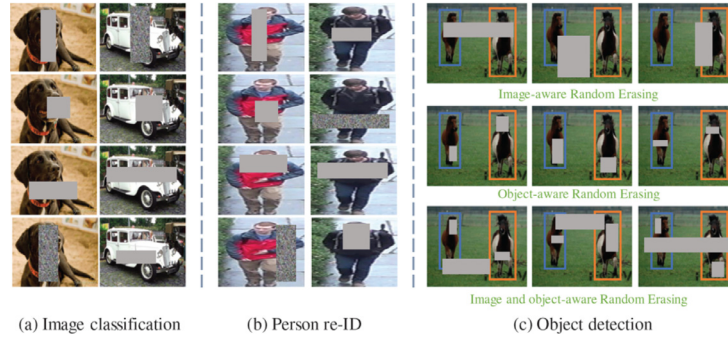 Image-aware Random Erasing
Object-aware Random Erasing
Image and object-aware Random Erasing
(a) Image classification
(b) Person re-ID
(c) Object detection